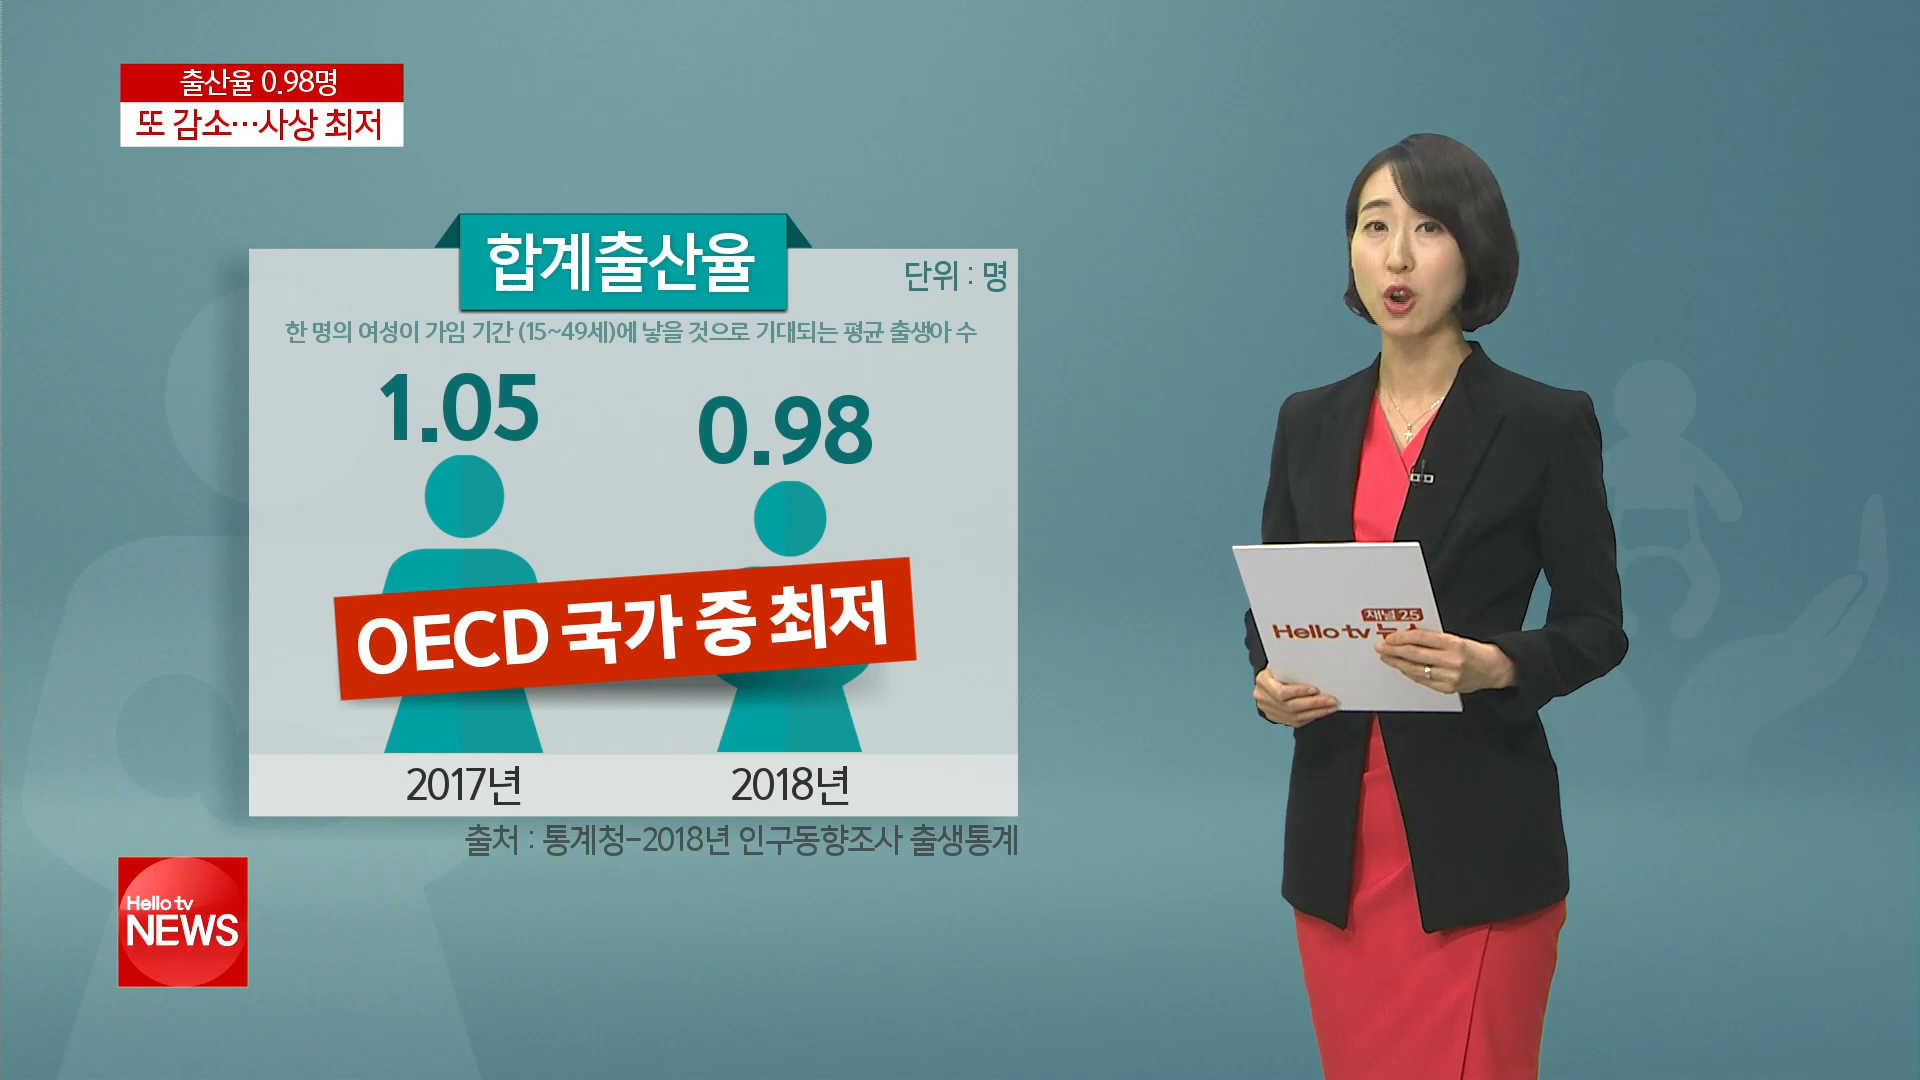 출산율 0.98명
또 감소…사상 최저
합계출산율
단위 : 명
한 명의 여성이 가임 기간 (15~49세)에 낳을 것으로 기대되는 평균 출생아 수
1.05
0.98
OECD 국가 중 최저
2017년
2018년
출처 : 통계청-2018년 인구동향조사 출생통계
채널 25
Hello tv 뉴스
Hello tv
NEWS